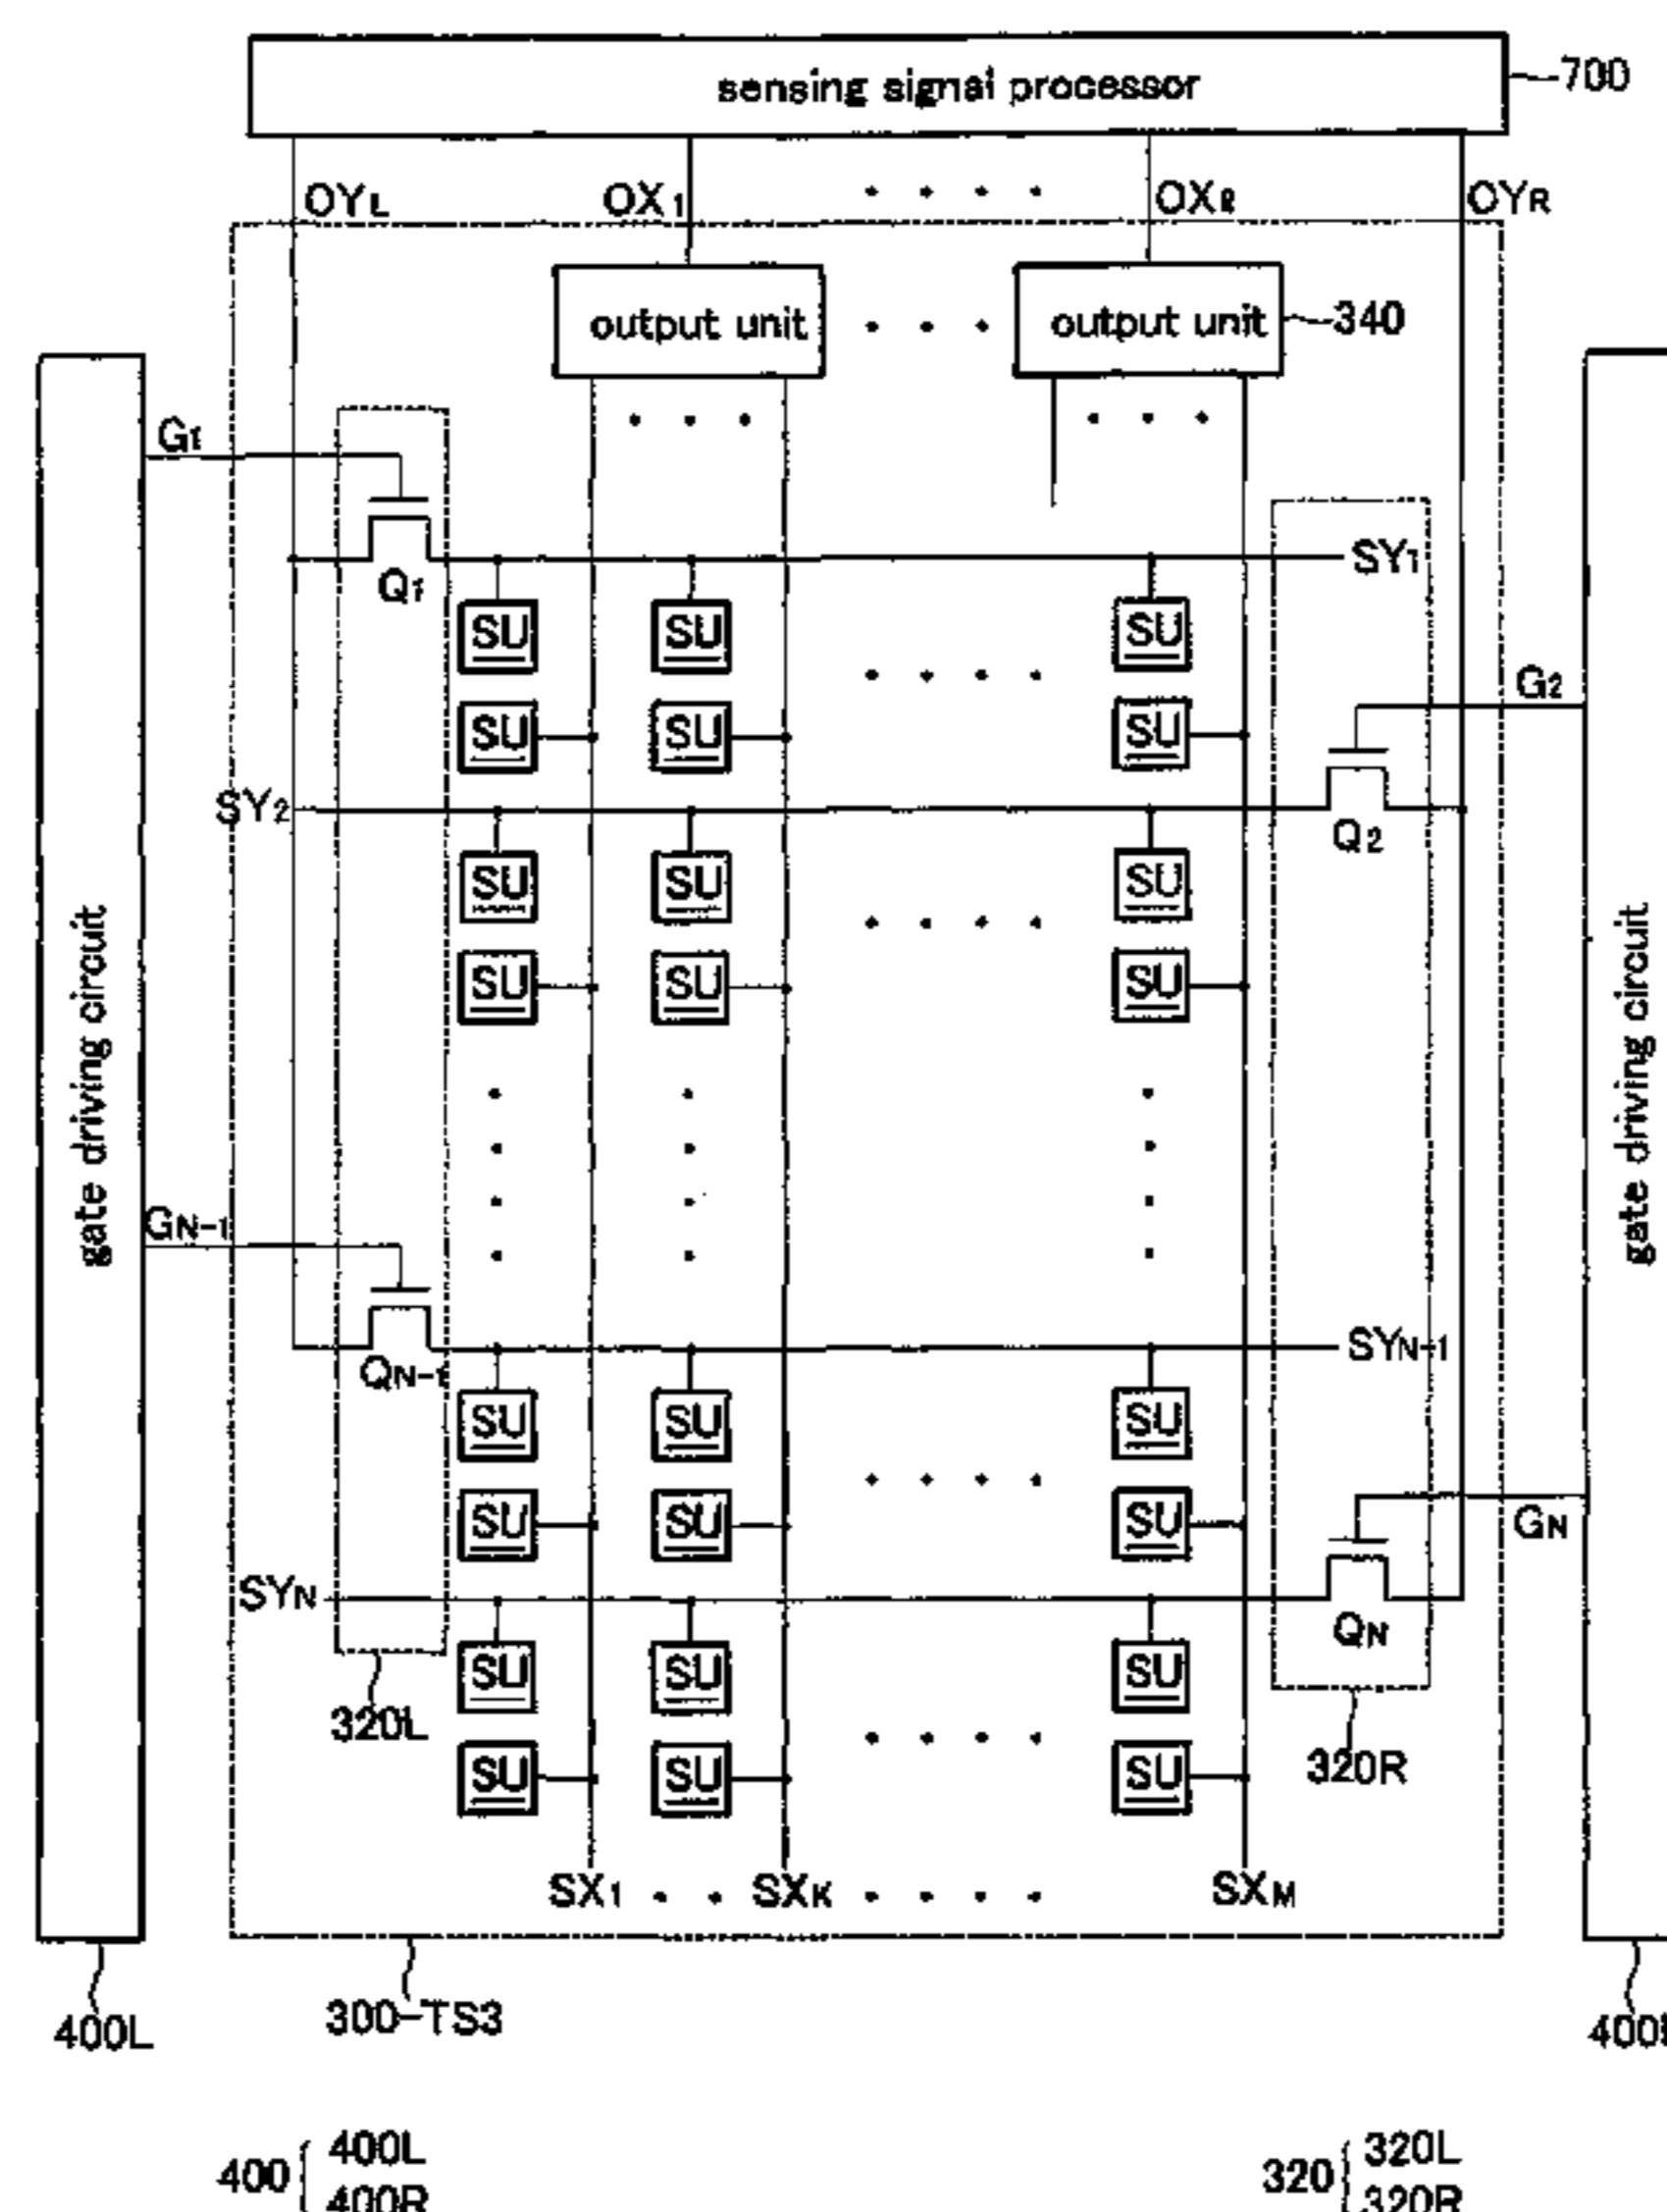 sensing signal processor 700
OYL OX1 OXR OYR
output unit output unit 340
G1
Q1 SY1
SU SU SU
G2
SU SU SU
SY2 Q2
SU SU SU
SU SU SU
gate driving circuit gate driving circuit
GN-1
QN-1 SYN-1
SU SU SU
SU SU SU
GN
SYN QN
SU SU SU
320L 320R
SU SU SU
SX1 SXK SXM
400L 300-TS3
400 400L 400R
320 320L 320R